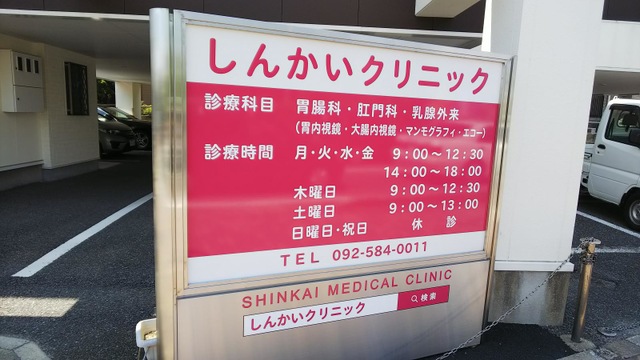 しんかいクリニック
診療科目 胃腸科・肛門科・乳腺外来
(胃内視鏡・大腸内視鏡・マンモグラフィ・エコー)
診療時間 月・火・水・金 9:00〜12:30
14:00〜18:00
木曜日 9:00〜12:30
土曜日 9:00〜13:00
日曜日・祝日 休診
TEL 092-584-0011
SHINKAI MEDICAL CLINIC
しんかいクリニック 検索